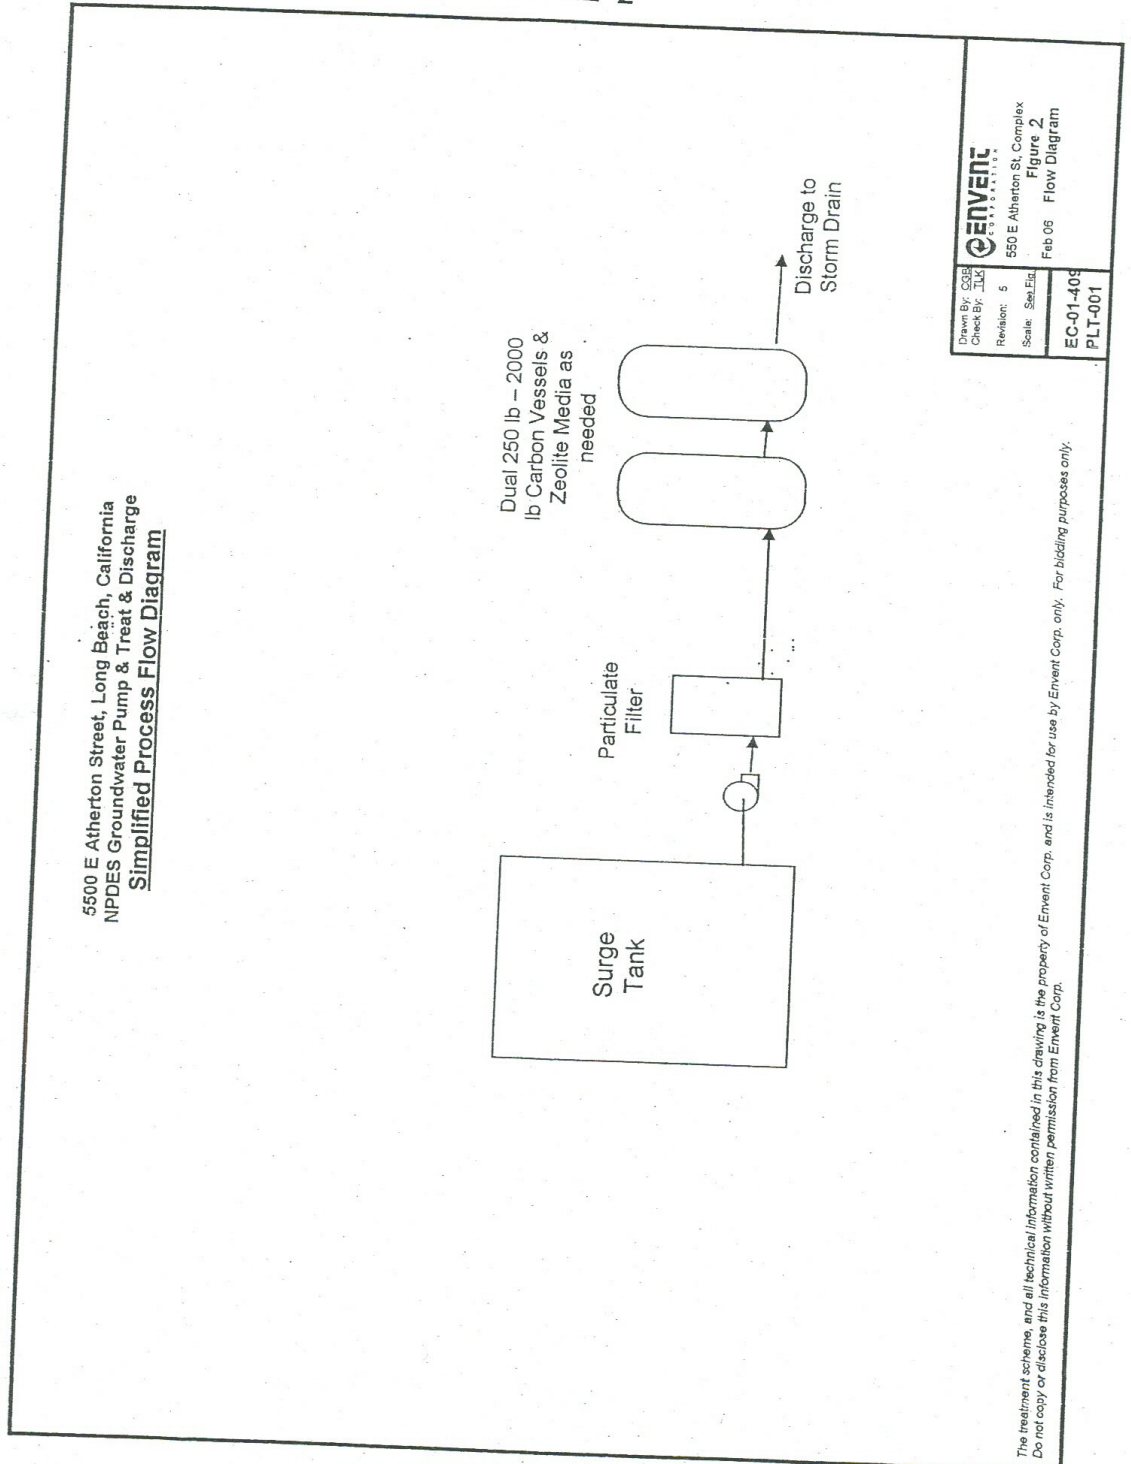 5500 E Atherton Street, Long Beach, California
NPDES Groundwater Pump & Treat & Discharge
Simplified Process Flow Diagram
Surge
Tank
Particulate
Filter
Dual 250 lb – 2000
lb Carbon Vessels &
Zeolite Media as
needed
Discharge to
Storm Drain
Drawn By: CGB
Check By: TLK
Revision: 5
Scale: See Fig.
EC-01-409
PLT-001
ENVENT
CORPORATION
550 E Atherton St, Complex
Figure 2
Feb 06 Flow Diagram
The treatment scheme, and all technical information contained in this drawing is the property of Envent Corp. and is intended for use by Envent Corp. only. For bidding purposes only.
Do not copy or disclose this information without written permission from Envent Corp.